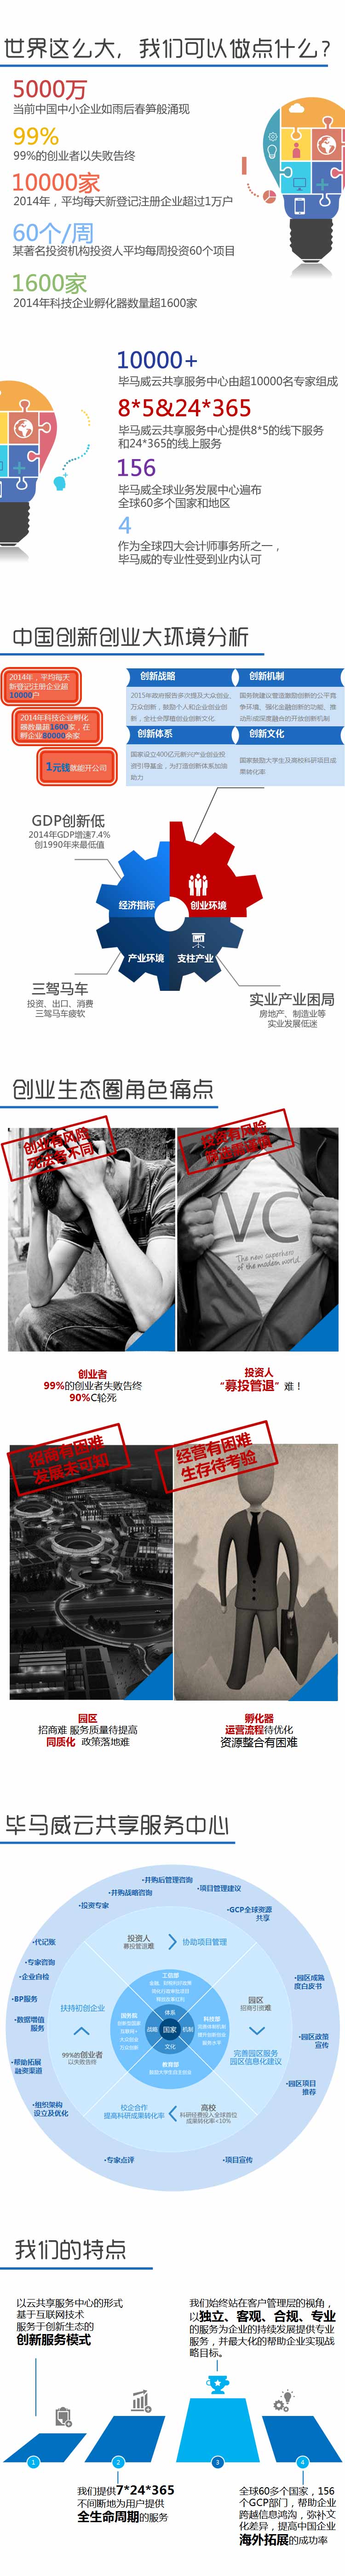 世界这么大，我们可以做点什么？
5000万
当前中国中小企业如雨后春笋般涌现
99%
99%的创业者以失败告终
10000家
2014年，平均每天新登记注册企业超过1万户
60个/周
某著名投资机构投资人平均每周投资60个项目
1600家
2014年科技企业孵化器数量超1600家
10000+
毕马威云共享服务中心由超10000名专家组成
8*5&24*365
毕马威云共享服务中心提供8*5的线下服务
和24*365的线上服务
156
毕马威全球业务发展中心遍布
全球60多个国家和地区
4
作为全球四大会计师事务所之一，
毕马威的专业性受到业内认可
中国创新创业大环境分析
2014年，平均每天
新登记注册企业超
10000户
2014年科技企业孵化
器数量超1600家，在
孵企业80000余家
1元钱就能开公司
创新战略
2015年政府报告多次提及大众创业、
万众创新，鼓励个人和企业创业创
新，全社会厚植创业创新文化
创新机制
国务院建议营造激励创新的公平竞
争环境、强化金融创新的功能、推
动形成深度融合的开放创新机制
创新体系
国家设立400亿元新兴产业创业投
资引导基金，为打造创新体系加油
助力
创新文化
国家鼓励大学生及高校科研项目成
果转化率
GDP创新低
2014年GDP增速7.4%
创1990年来最低值
经济指标
创业环境
产业环境
支柱产业
三驾马车
投资、出口、消费
三驾马车疲软
实业产业困局
房地产、制造业等
实业发展低迷
创业生态圈角色痛点
创业有风险
死法各不同
投资有风险
VC
The new superhero
of the modern world.
创业者
99%的创业者失败告终
90%C轮死
投资人
“募投管退”难！
招商有困难
发展未可知
经营有困难
生存待考验
园区
招商难 服务质量待提高
同质化 政策落地难
孵化器
运营流程待优化
资源整合有困难
毕马威云共享服务中心
·并购后管理咨询
·并购战略咨询
·项目管理建议
·投资专家
·GCP全球资源
共享
·代记账
·专家咨询
·企业自检
·BP服务
·数据增值
服务
·帮助拓展
融资渠道
·组织架构
设立及优化
·园区成熟
度白皮书
·园区政策
宣传
·园区项目
推荐
·专家点评
·项目宣传
投资人
募投管退难
协助项目管理
扶持初创企业
99%的创业者
以失败告终
园区
招商引资难
完善园区服务
园区信息化建议
校企合作
提高科研成果转化率
高校
科研经费投入全球首位
成果转化率<10%
工信部
国务院
科技部
教育部
体系
战略
国家
机制
文化
我们的特点
以云共享服务中心的形式
基于互联网技术
服务于创新生态的
创新服务模式
我们始终站在客户管理层的视角，
以独立、客观、合规、专业
的服务为企业的持续发展提供专业
服务，并最大化的帮助企业实现战
略目标。
1
2
3
4
我们提供7*24*365
不间断地为用户提供
全生命周期的服务
全球60多个国家，156
个GCP部门，帮助企业
跨越信息鸿沟，弥补文
化差异，提高中国企业
海外拓展的成功率